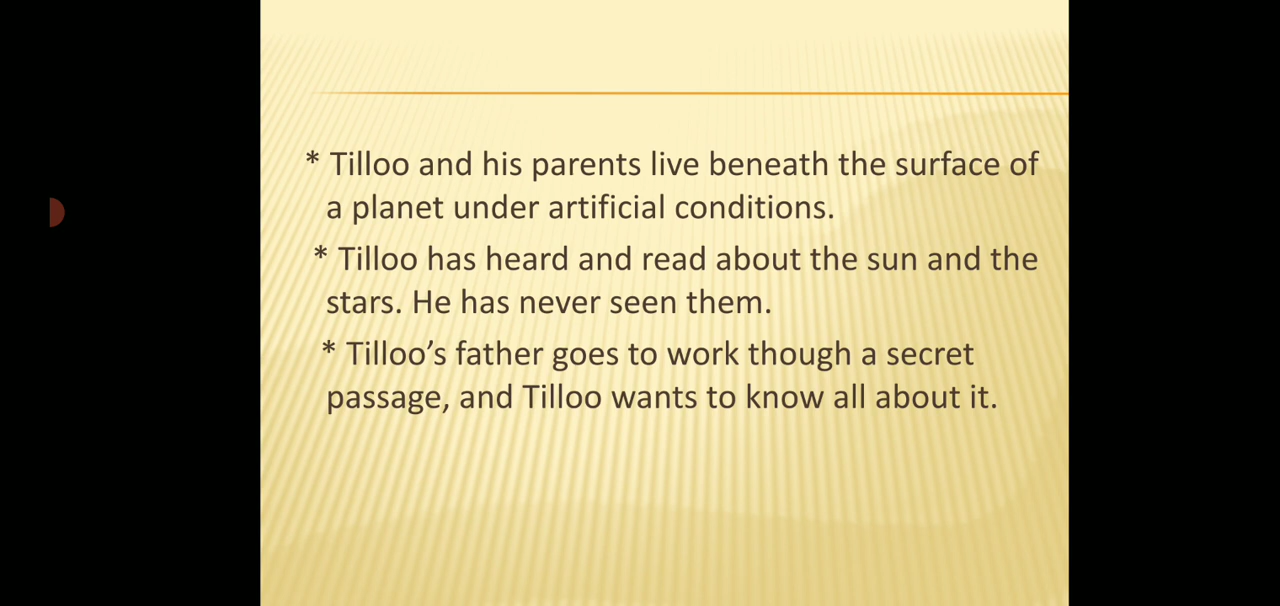 * Tilloo and his parents live beneath the surface of
a planet under artificial conditions.
* Tilloo has heard and read about the sun and the
stars. He has never seen them.
* Tilloo’s father goes to work though a secret
passage, and Tilloo wants to know all about it.